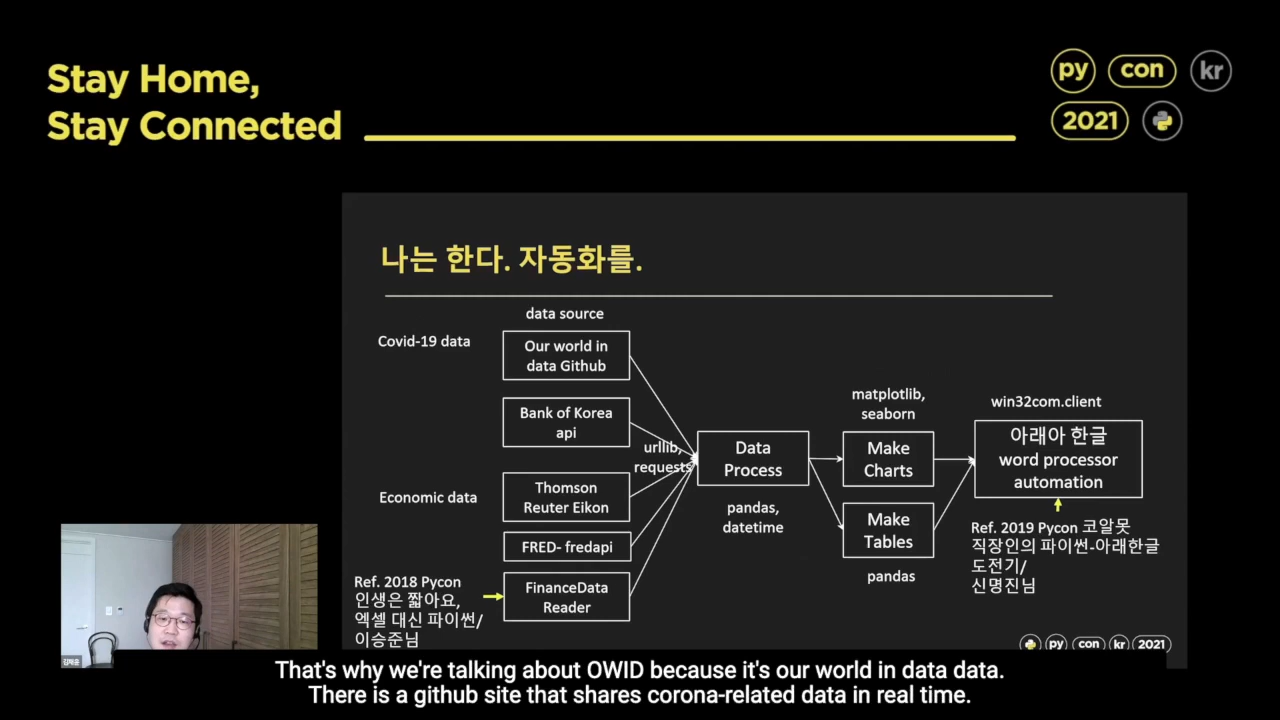 Stay Home,
Stay Connected
py con kr
2021
나는 한다. 자동화를.
data source
Covid-19 data
Our world in
data Github
Bank of Korea
api
urllib,
requests
Economic data
Thomson
Reuter Eikon
FRED- fredapi
FinanceData
Reader
Ref. 2018 Pycon
인생은 짧아요,
엑셀 대신 파이썬/
이승준님
Data
Process
pandas,
datetime
matplotlib,
seaborn
Make
Charts
Make
Tables
pandas
win32com.client
아래아 한글
word processor
automation
Ref. 2019 Pycon 코알못
직장인의 파이썬-아래한글
도전기/
신명진님
py con kr 2021
That's why we're talking about OWID because it's our world in data data.
There is a github site that shares corona-related data in real time.